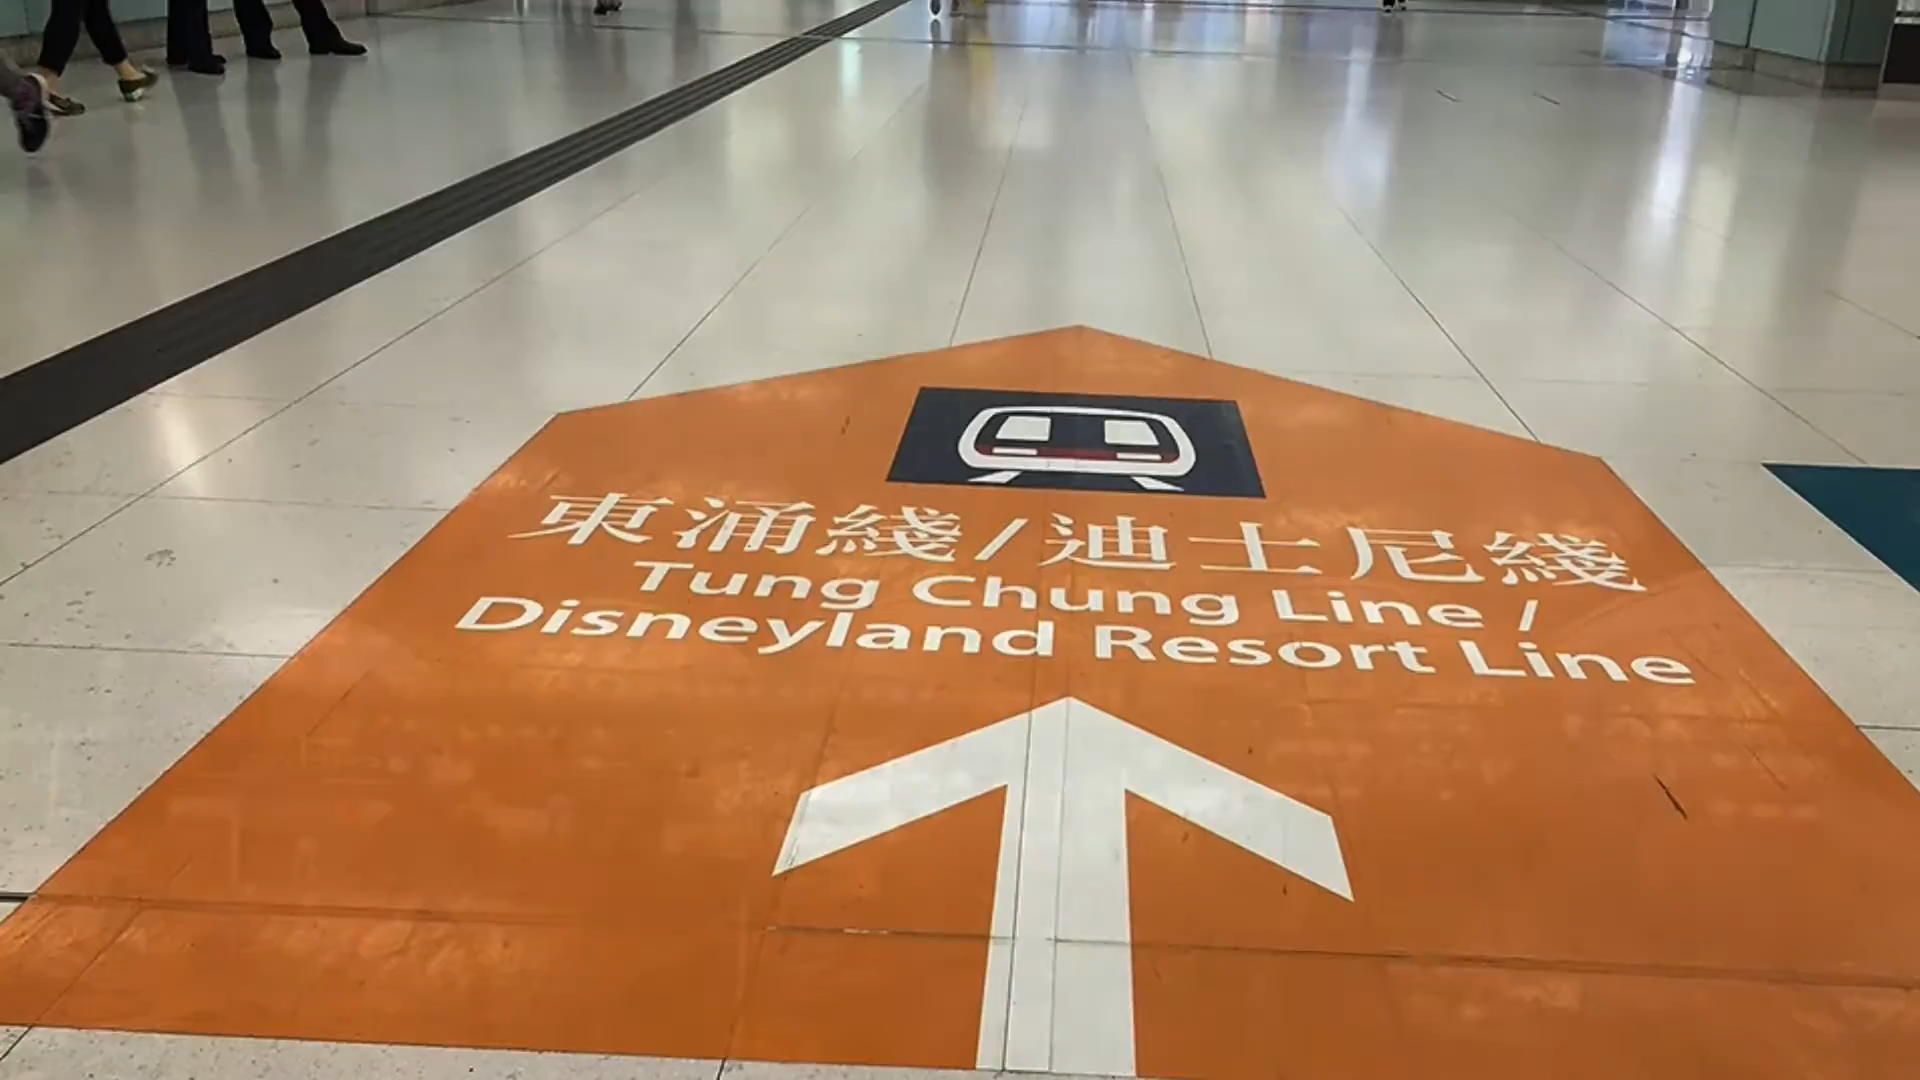 東涌綫/迪士尼綫
Tung Chung Line /
Disneyland Resort Line